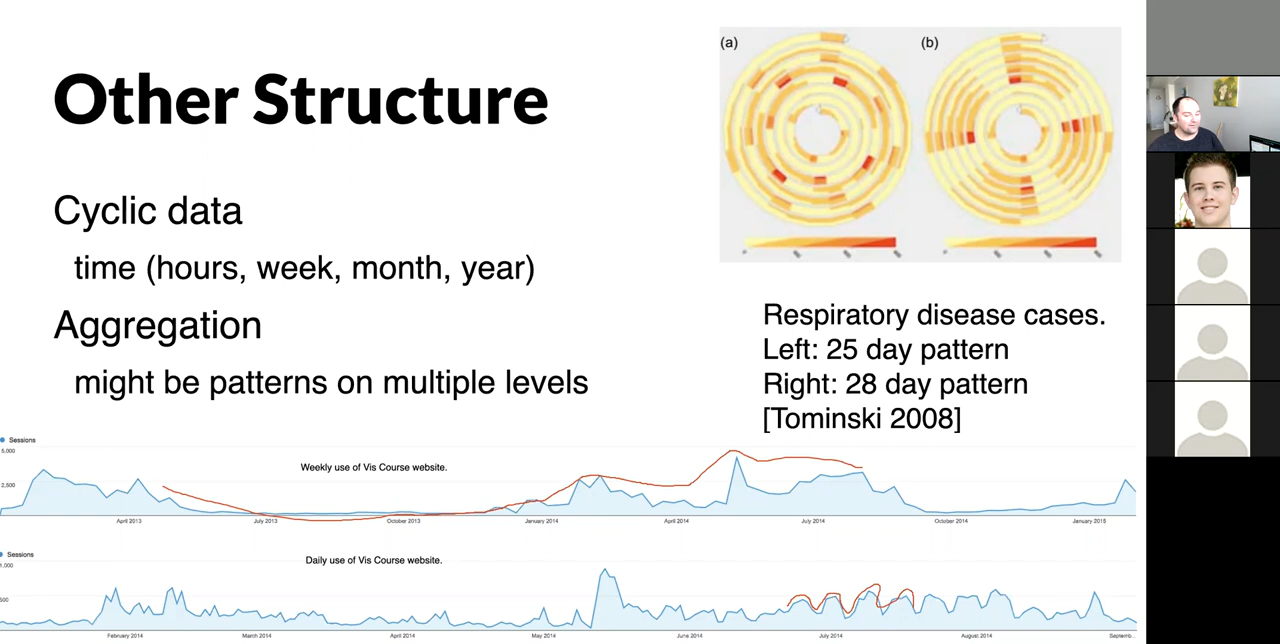 Other Structure
Cyclic data
time (hours, week, month, year)
Aggregation
might be patterns on multiple levels
(a)
(b)
Respiratory disease cases.
Left: 25 day pattern
Right: 28 day pattern
[Tominski 2008]
Sessions
5,000
Weekly use of Vis Course website.
2,500
April 2013
July 2013
October 2013
January 2014
April 2014
July 2014
October 2014
January 2015
Sessions
1,000
Daily use of Vis Course website.
500
February 2014
March 2014
April 2014
May 2014
June 2014
July 2014
August 2014
Septemb...